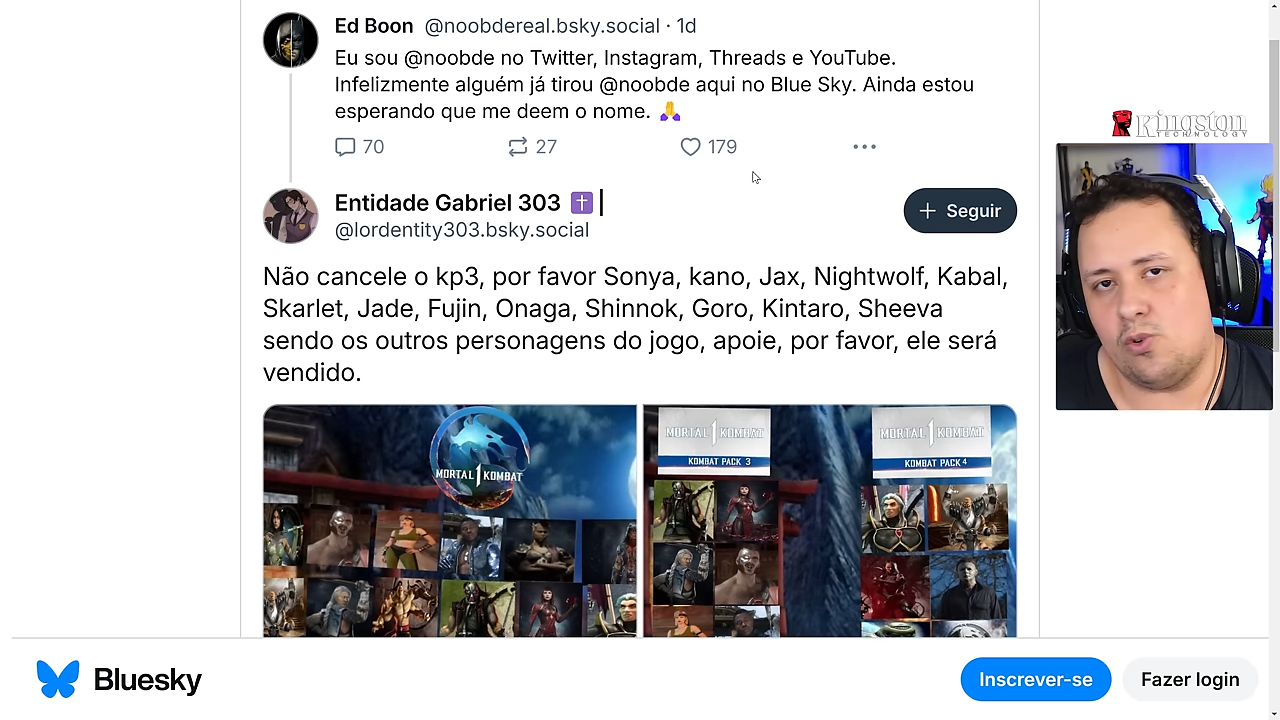 Ed Boon @noobdereal.bsky.social · 1d
Eu sou @noobde no Twitter, Instagram, Threads e YouTube.
Infelizmente alguém já tirou @noobde aqui no Blue Sky. Ainda estou
esperando que me deem o nome. 🙏
70 27 179
Entidade Gabriel 303 ✝️ |
@lordentity303.bsky.social
+ Seguir
Não cancele o kp3, por favor Sonya, kano, Jax, Nightwolf, Kabal,
Skarlet, Jade, Fujin, Onaga, Shinnok, Goro, Kintaro, Sheeva
sendo os outros personagens do jogo, apoie, por favor, ele será
vendido.
MORTAL 1 KOMBAT
MORTAL 1 KOMBAT
KOMBAT PACK 3
MORTAL 1 KOMBAT
KOMBAT PACK 4
Kingston
TECHNOLOGY
Bluesky
Inscrever-se
Fazer login